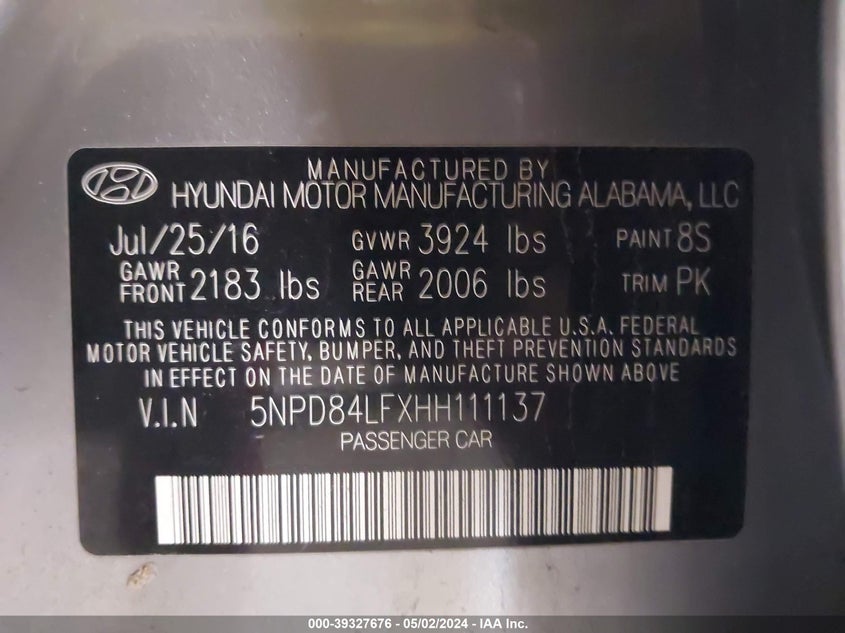 MANUFACTURED BY
HYUNDAI MOTOR MANUFACTURING ALABAMA, LLC
Jul/25/16 GVWR 3924 lbs PAINT 8S
GAWR FRONT 2183 lbs GAWR REAR 2006 lbs TRIM PK
THIS VEHICLE CONFORMS TO ALL APPLICABLE U.S.A. FEDERAL
MOTOR VEHICLE SAFETY, BUMPER, AND THEFT PREVENTION STANDARDS
IN EFFECT ON THE DATE OF MANUFACTURE SHOWN ABOVE
V.I.N 5NPD84LFXHH111137
PASSENGER CAR
000-39327676 - 05/02/2024 - IAA Inc.